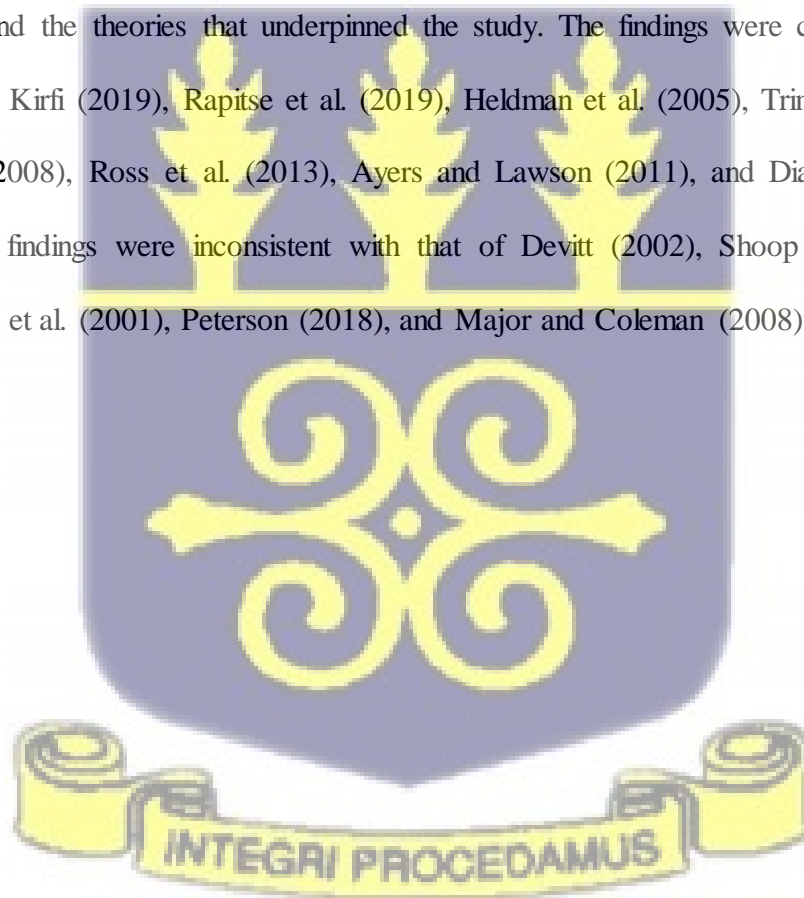 nd the theories that underpinned the study. The findings were c
Kirfi (2019), Rapitse et al. (2019), Heldman et al. (2005), Trin
2008), Ross et al. (2013), Ayers and Lawson (2011), and Dia
findings were inconsistent with that of Devitt (2002), Shoop
et al. (2001), Peterson (2018), and Major and Coleman (2008)
INTEGRI PROCEDAMUS